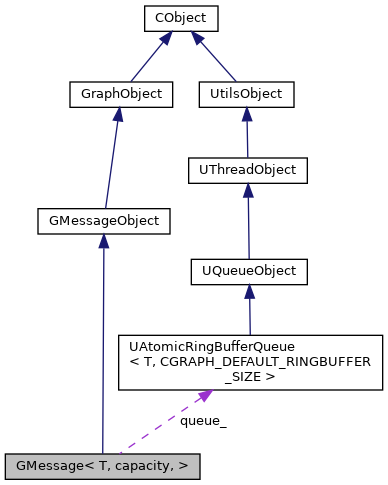 CObject
GraphObject
UtilsObject
UThreadObject
GMessageObject
UQueueObject
UAtomicRingBufferQueue
< T, CGRAPH_DEFAULT_RINGBUFFER
_SIZE >
queue_
GMessage< T, capacity, >